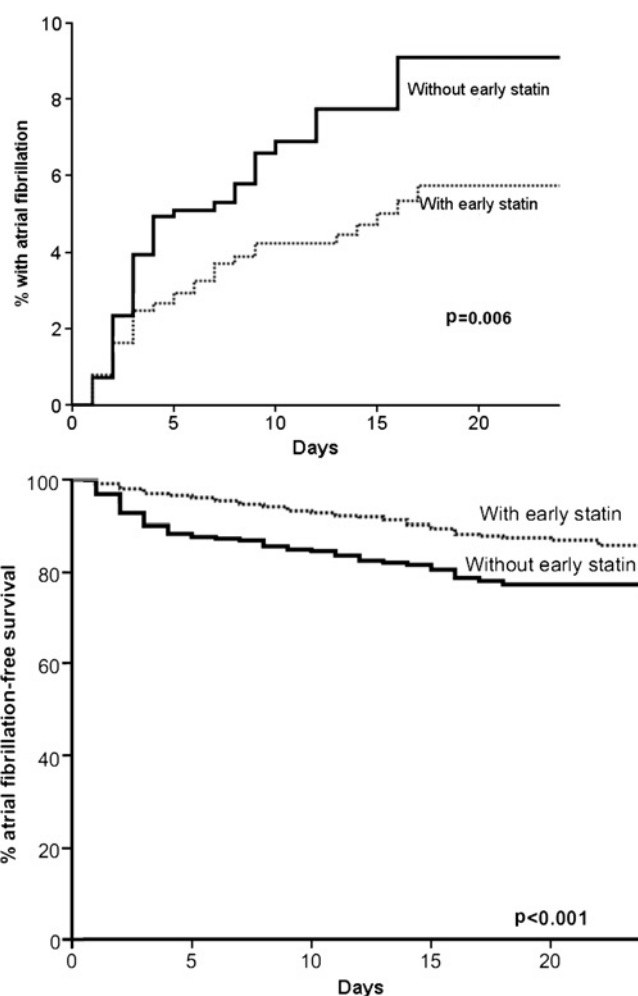 10
8
6
4
2
0
% with atrial fibrillation
Without early statin
With early statin
p=0.006
0 5 10 15 20
Days
100
80
60
40
20
0
% atrial fibrillation-free survival
With early statin
Without early statin
p<0.001
0 5 10 15 20
Days